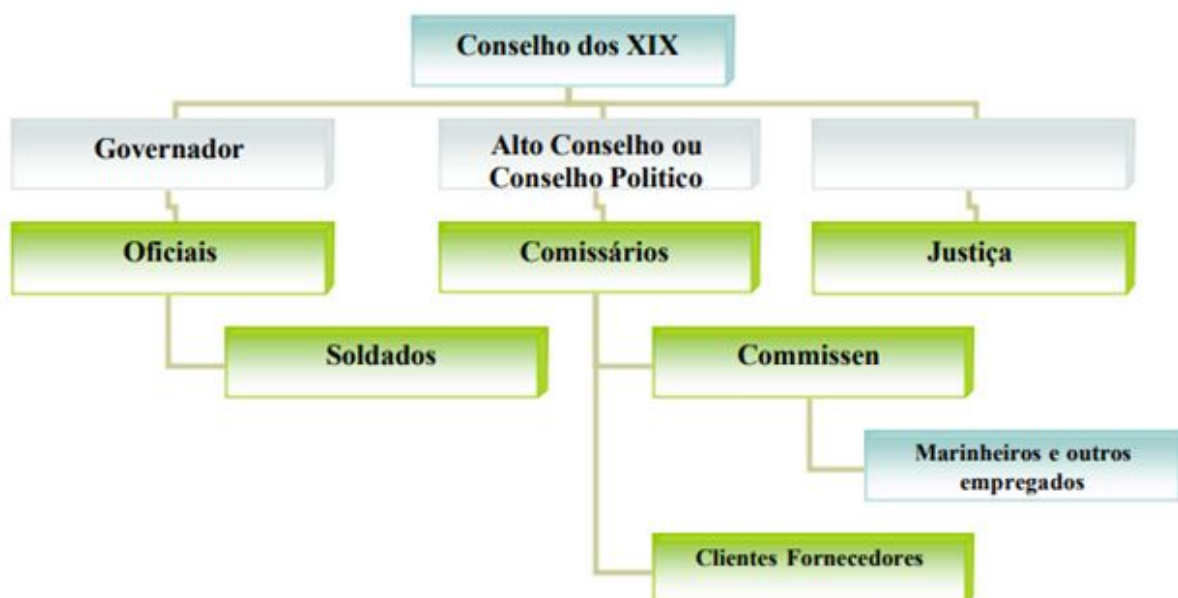 Conselho dos XIX
Governador
Alto Conselho ou
Conselho Politico
Oficiais
Comissários
Justiça
Soldados
Commissen
Marinheiros e outros
empregados
Clientes Fornecedores